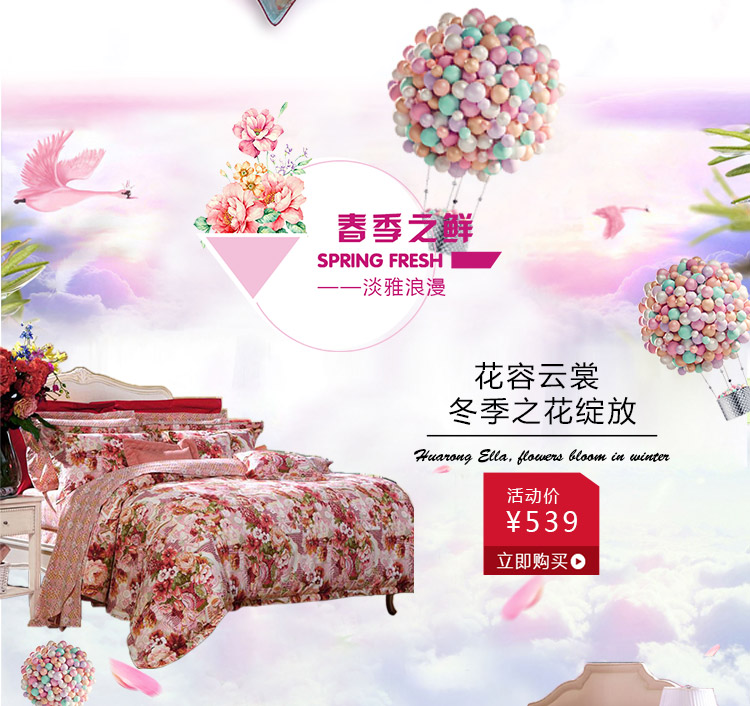 春季之鲜
SPRING FRESH
——淡雅浪漫
花容云裳
冬季之花绽放
Huarong Ella, flowers bloom in winter
活动价
¥539
立即购买